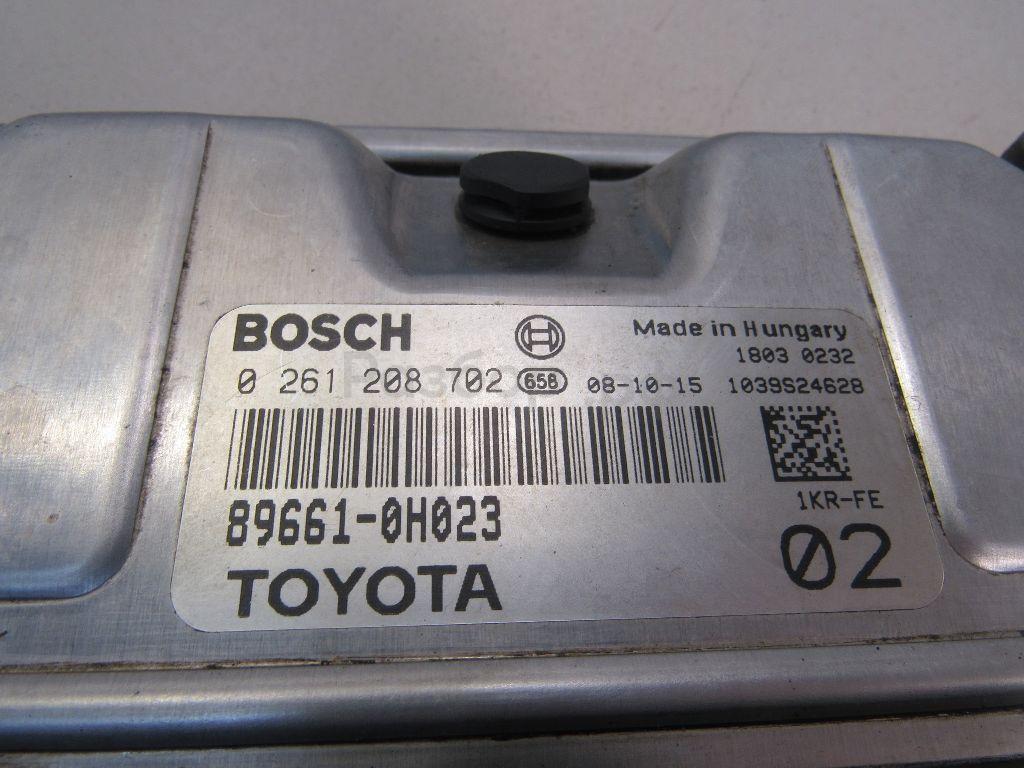 BOSCH
Made in Hungary
1803 0232
0 261 208 702 658 08-10-15 1039S24628
89661-0H023
1KR-FE
02
TOYOTA